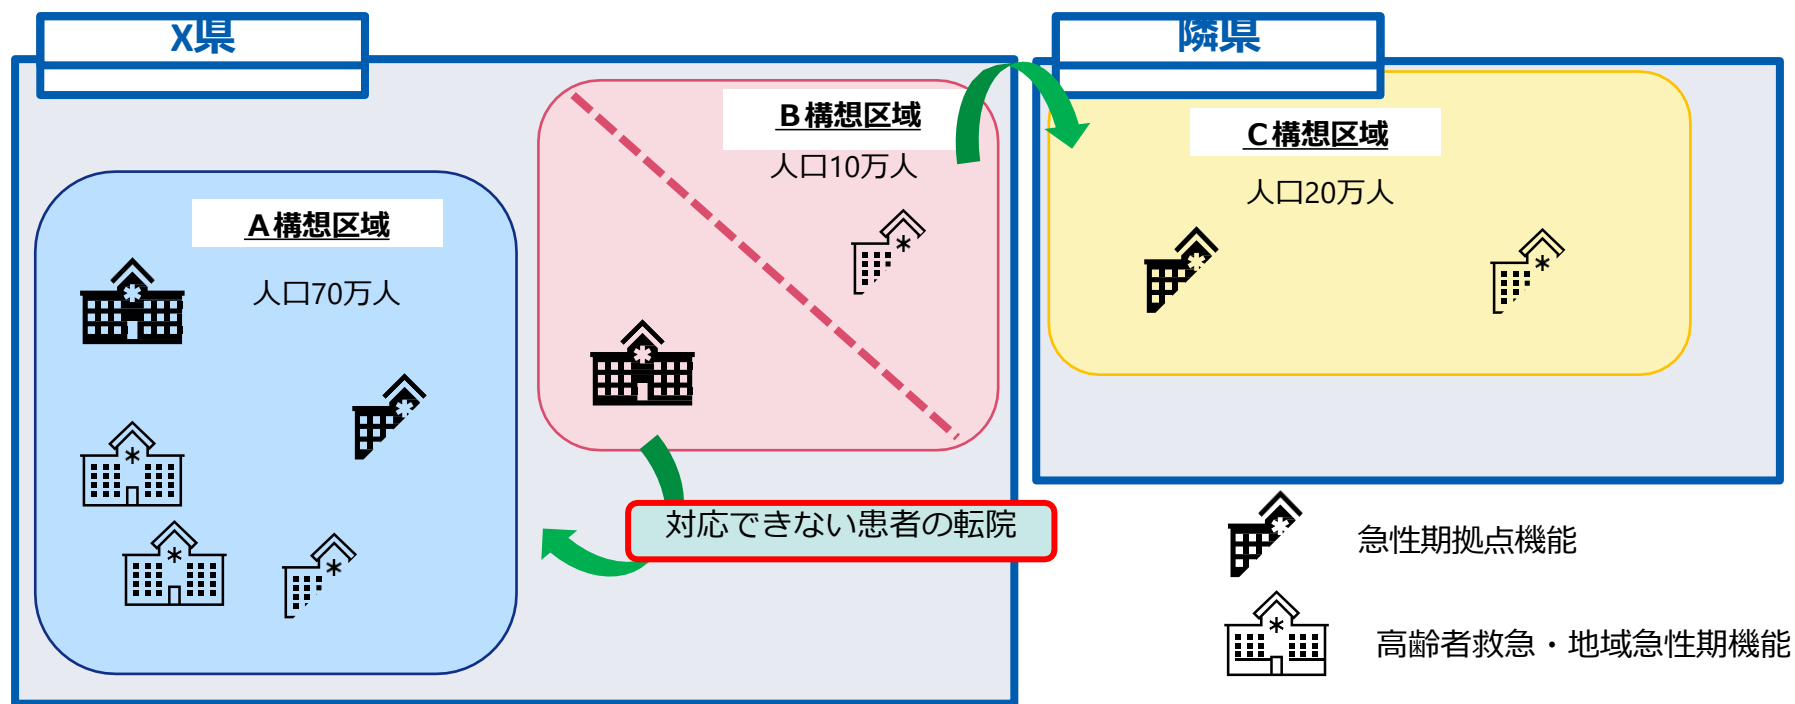 X県
隣県
B構想区域
人口10万人
C構想区域
人口20万人
A構想区域
人口70万人
対応できない患者の転院
急性期拠点機能
高齢者救急・地域急性期機能